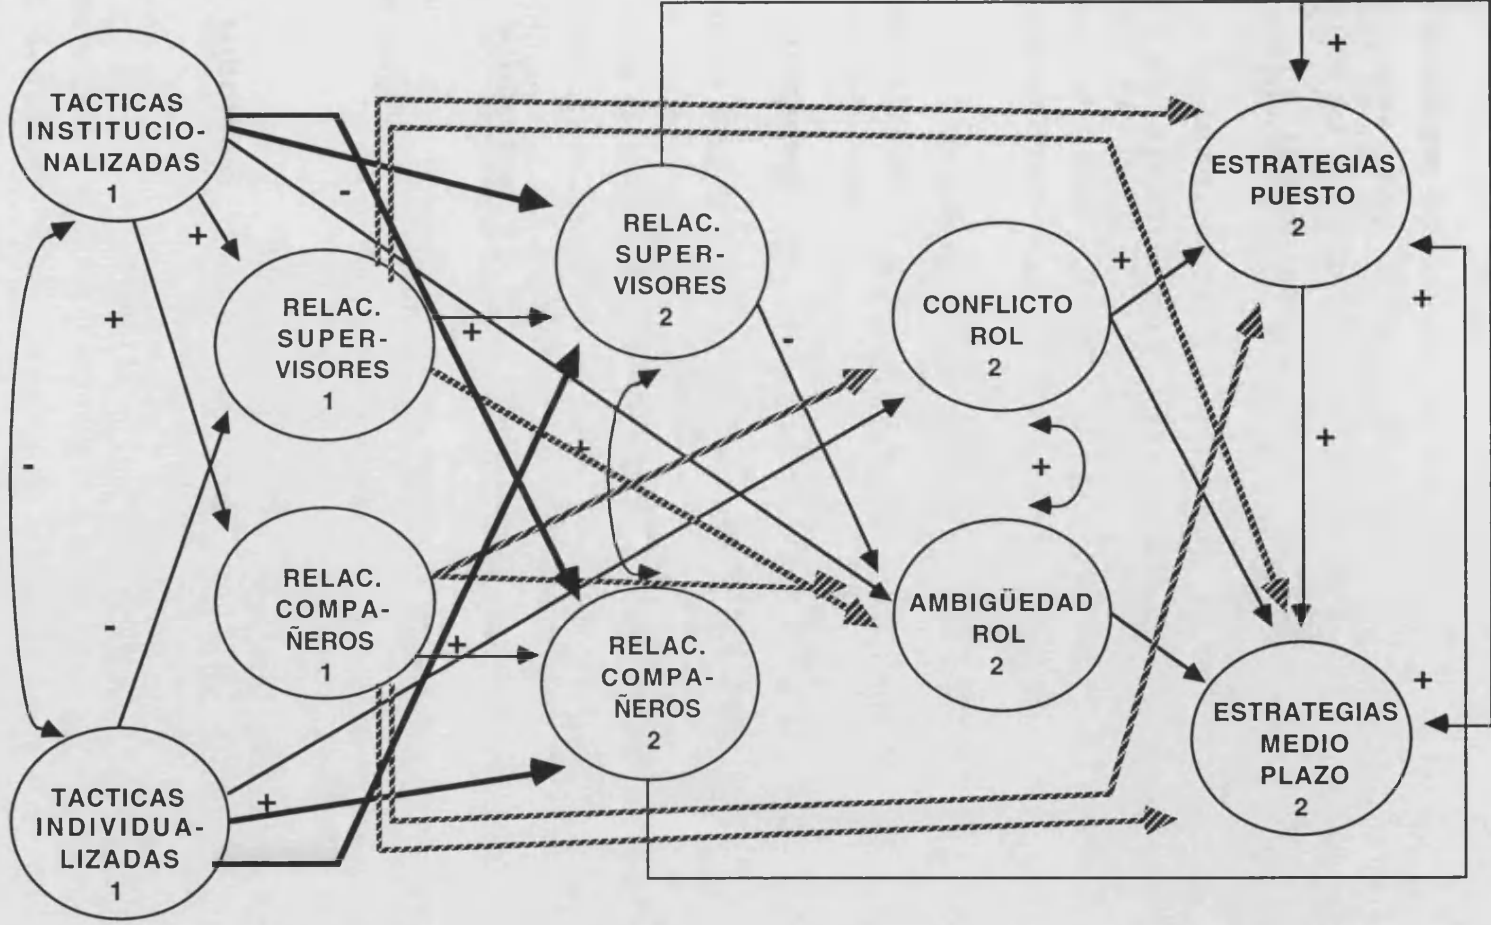 TACTICAS
INSTITUCIO-
NALIZADAS
1
RELAC.
SUPER-
VISORES
1
RELAC.
COMPA-
ÑEROS
1
TACTICAS
INDIVIDUA-
LIZADAS
1
RELAC.
SUPER-
VISORES
2
RELAC.
COMPA-
ÑEROS
2
CONFLICTO
ROL
2
AMBIGÜEDAD
ROL
2
ESTRATEGIAS
PUESTO
2
ESTRATEGIAS
MEDIO
PLAZO
2
-
+
+
-
-
+
+
+
+
-
+
+
+
+
+
+